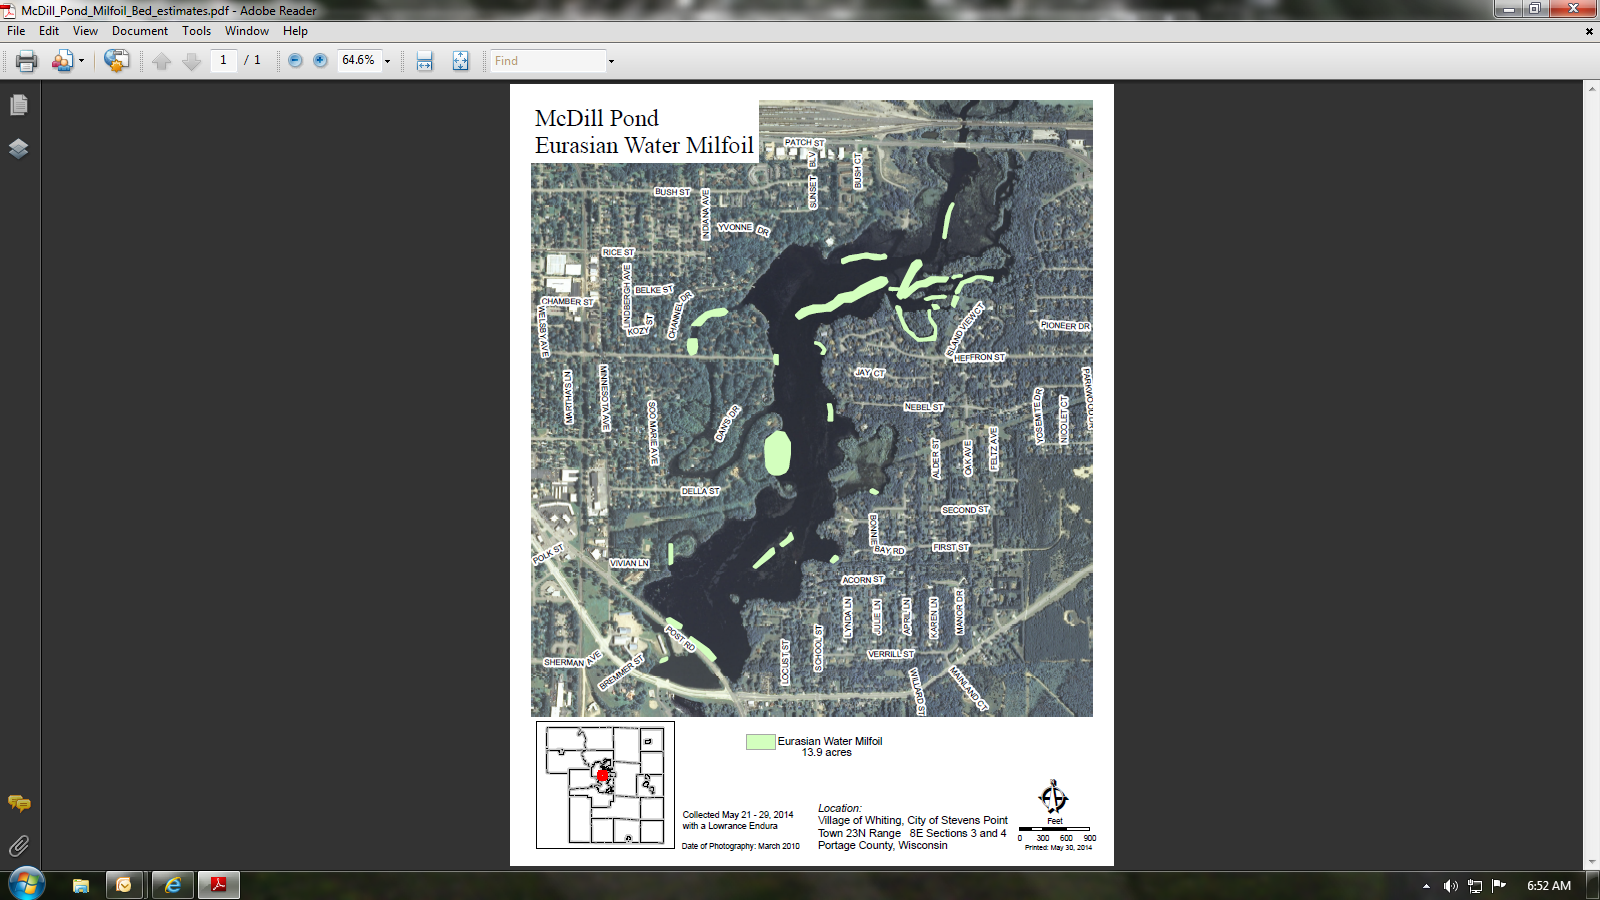 McDill_Pond_Milfoil_Bed_estimates.pdf - Adobe Reader
File Edit View Document Tools Window Help
1 / 1 64.6% Find
McDill Pond
Eurasian Water Milfoil
PATCH ST
SUNSET BLV
BUSH CT
BUSH ST
INDIANA AVE
YVONNE DR
RICE ST
LINDBERGH AVE
BELKE ST
CHAMBER ST
WELSBY AVE
KOZY ST
CHANNEL DR
ISLAND VIEW CT
PIONEER DR
HEFFRON ST
JAY CT
MARTHA'S LN
MINNESOTA AVE
SOO MARIE AVE
DAN'S DR
NEBEL ST
YOSEMITE DR
NICOLET CT
PARKWOOD DR
ALDER ST
OAK AVE
FELTZ AVE
DELLA ST
SECOND ST
BONNIE
BAY RD
FIRST ST
POLK ST
VIVIAN LN
ACORN ST
LYNDA LN
JULIE LN
APRIL LN
KAREN LN
MANOR DR
POST RD
SHERMAN AVE
BREMMER ST
LOCUST ST
SCHOOL ST
VERRILL ST
WILLARD ST
MAINLAND CT
Eurasian Water Milfoil
13.9 acres
Collected May 21 - 29, 2014
with a Lowrance Endura
Date of Photography: March 2010
Location:
Village of Whiting, City of Stevens Point
Town 23N Range 8E Sections 3 and 4
Portage County, Wisconsin
Feet
0 300 600 900
Printed: May 30, 2014
6:52 AM